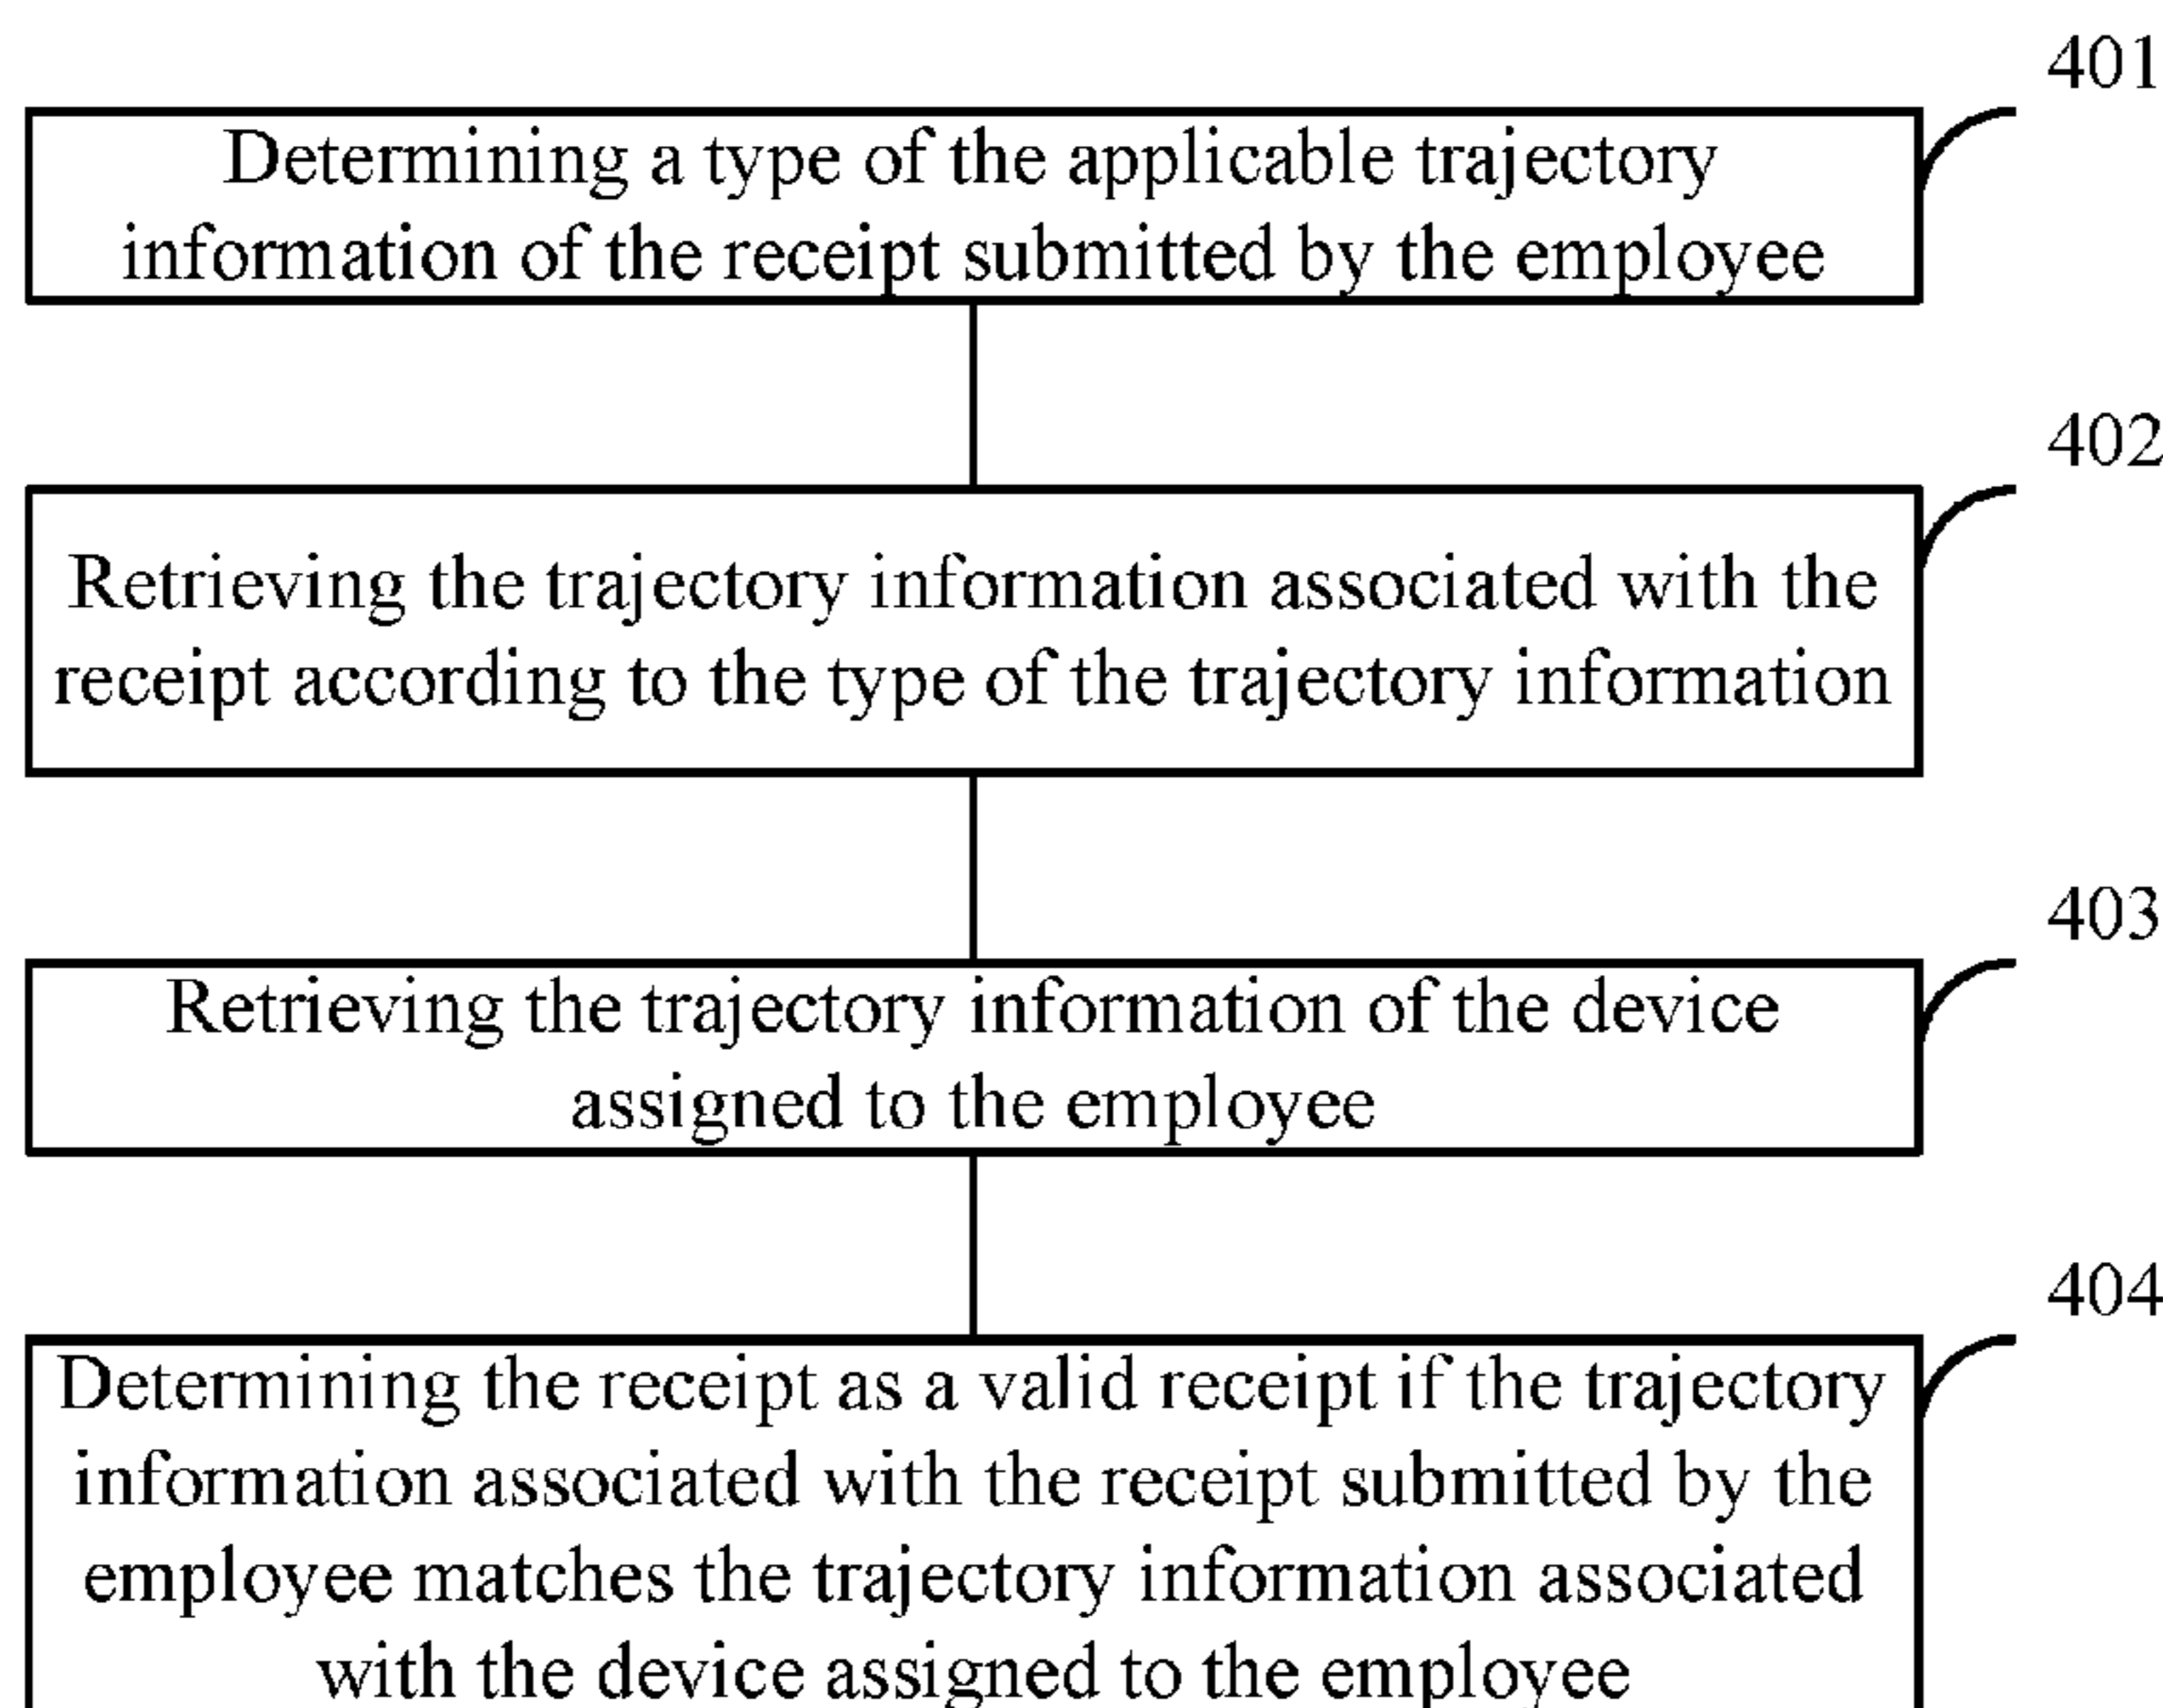 401
Determining a type of the applicable trajectory
information of the receipt submitted by the employee
402
Retrieving the trajectory information associated with the
receipt according to the type of the trajectory information
403
Retrieving the trajectory information of the device
assigned to the employee
404
Determining the receipt as a valid receipt if the trajectory
information associated with the receipt submitted by the
employee matches the trajectory information associated
with the device assigned to the employee